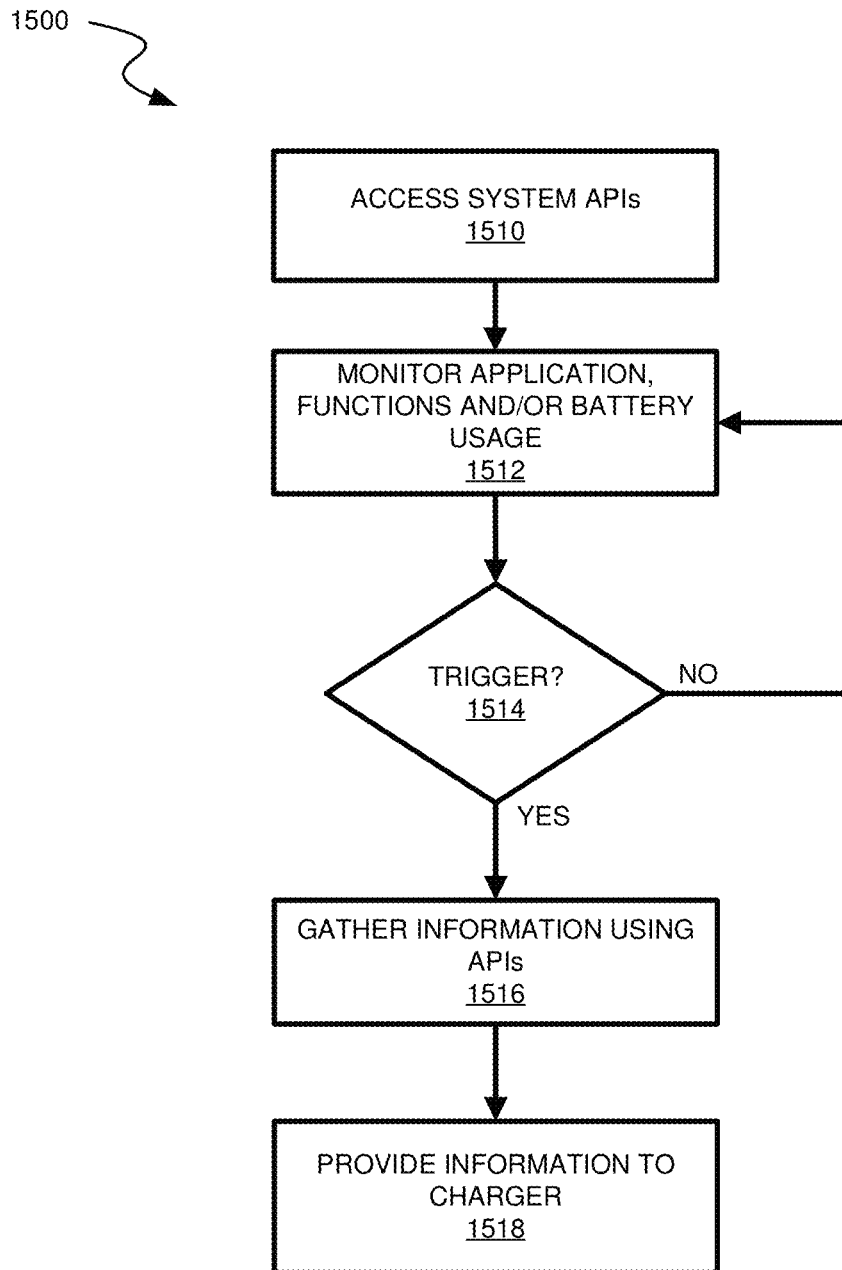 1500
ACCESS SYSTEM APIs
1510
MONITOR APPLICATION,
FUNCTIONS AND/OR BATTERY
USAGE
1512
TRIGGER?
1514
NO
YES
GATHER INFORMATION USING
APIs
1516
PROVIDE INFORMATION TO
CHARGER
1518